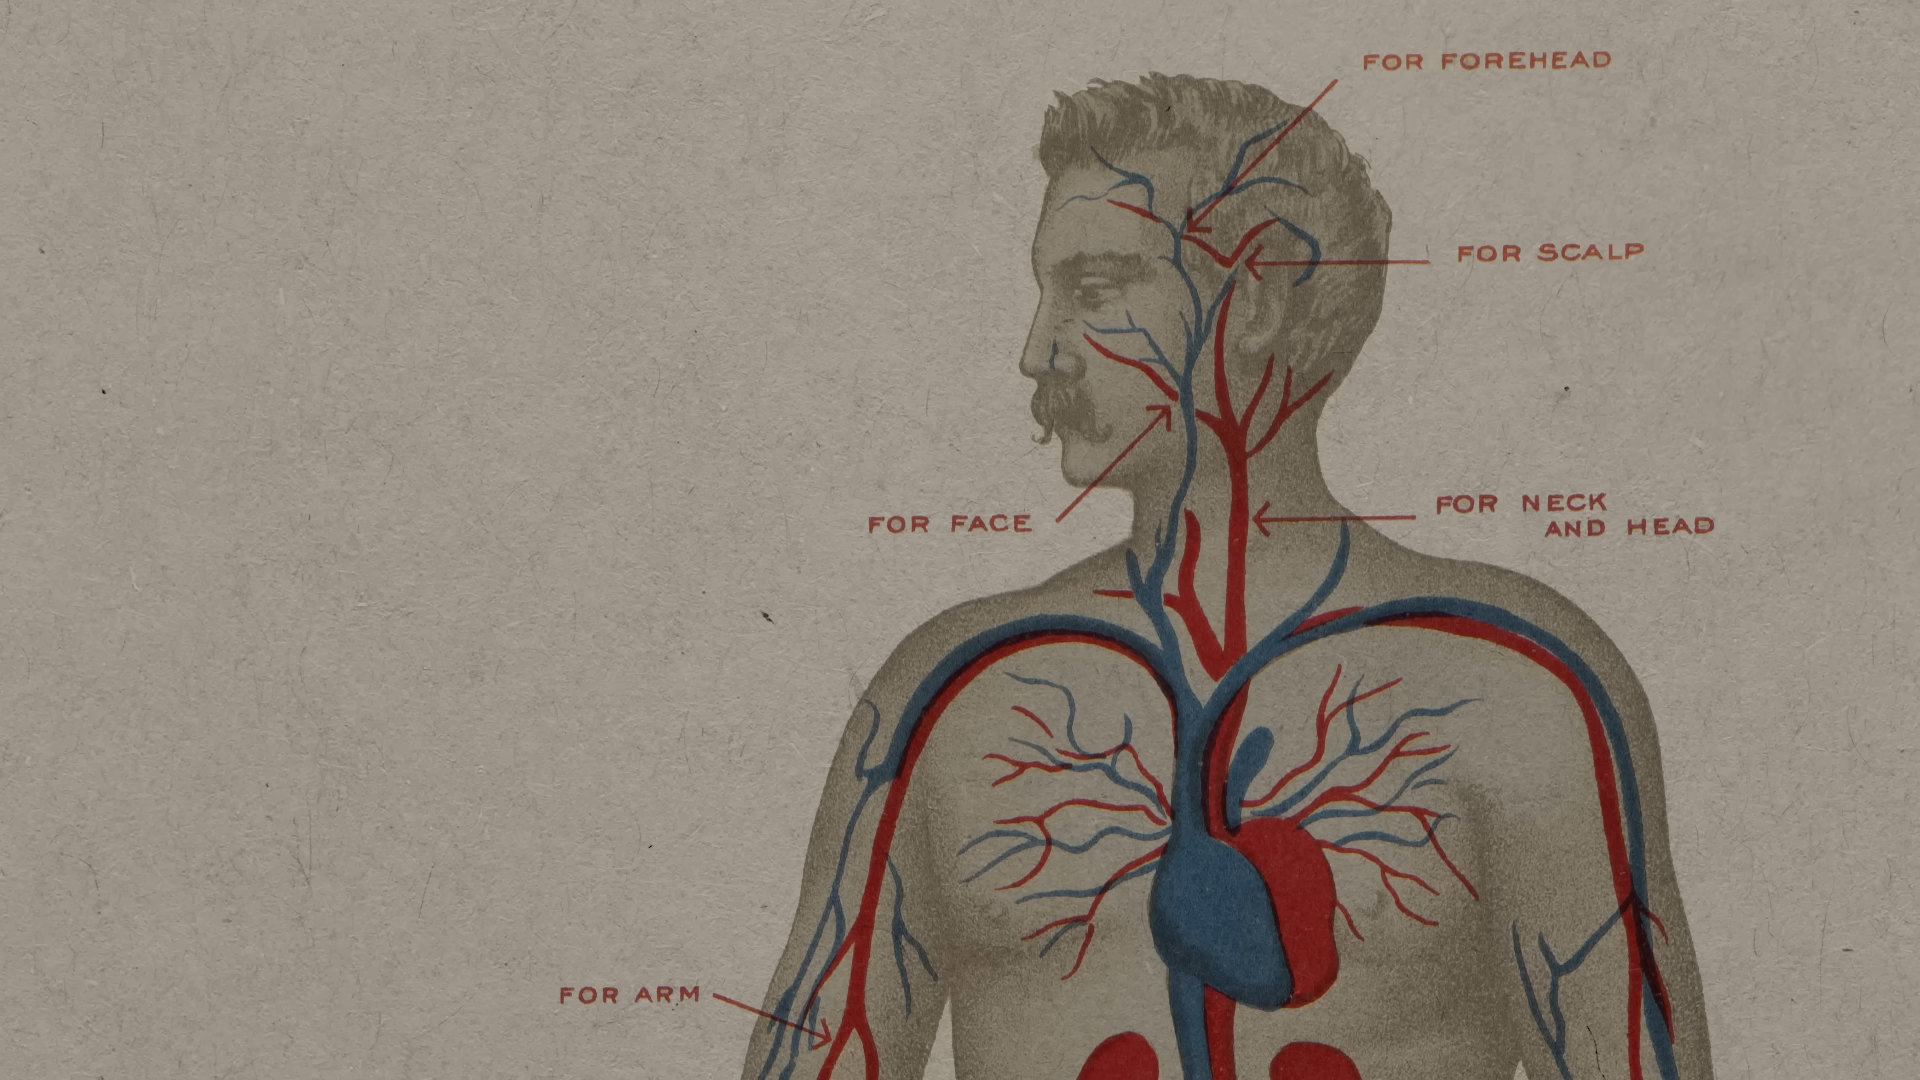 FOR FOREHEAD
FOR SCALP
FOR NECK
AND HEAD
FOR FACE
FOR ARM